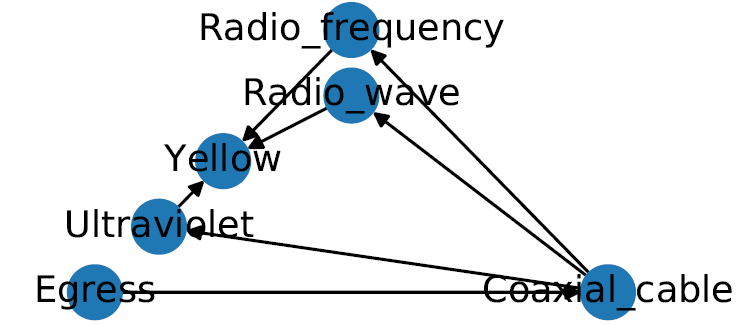 Radio_frequency
Radio_wave
Yellow
Ultraviolet
Egress
Coaxial_cable